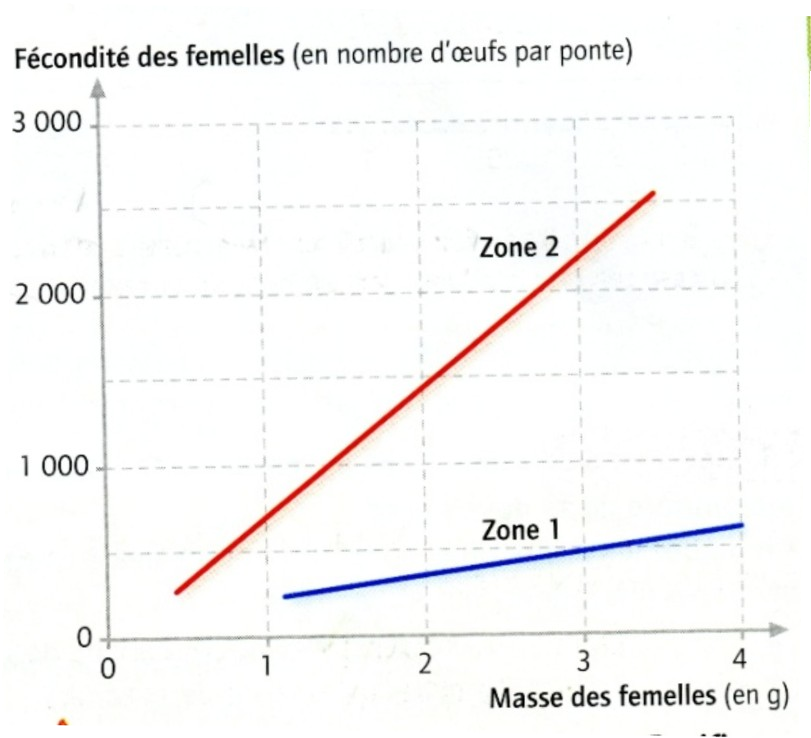 Fécondité des femelles (en nombre d'œufs par ponte)
3 000
Zone 2
2 000
1 000
Zone 1
0
0 1 2 3 4
Masse des femelles (en g)